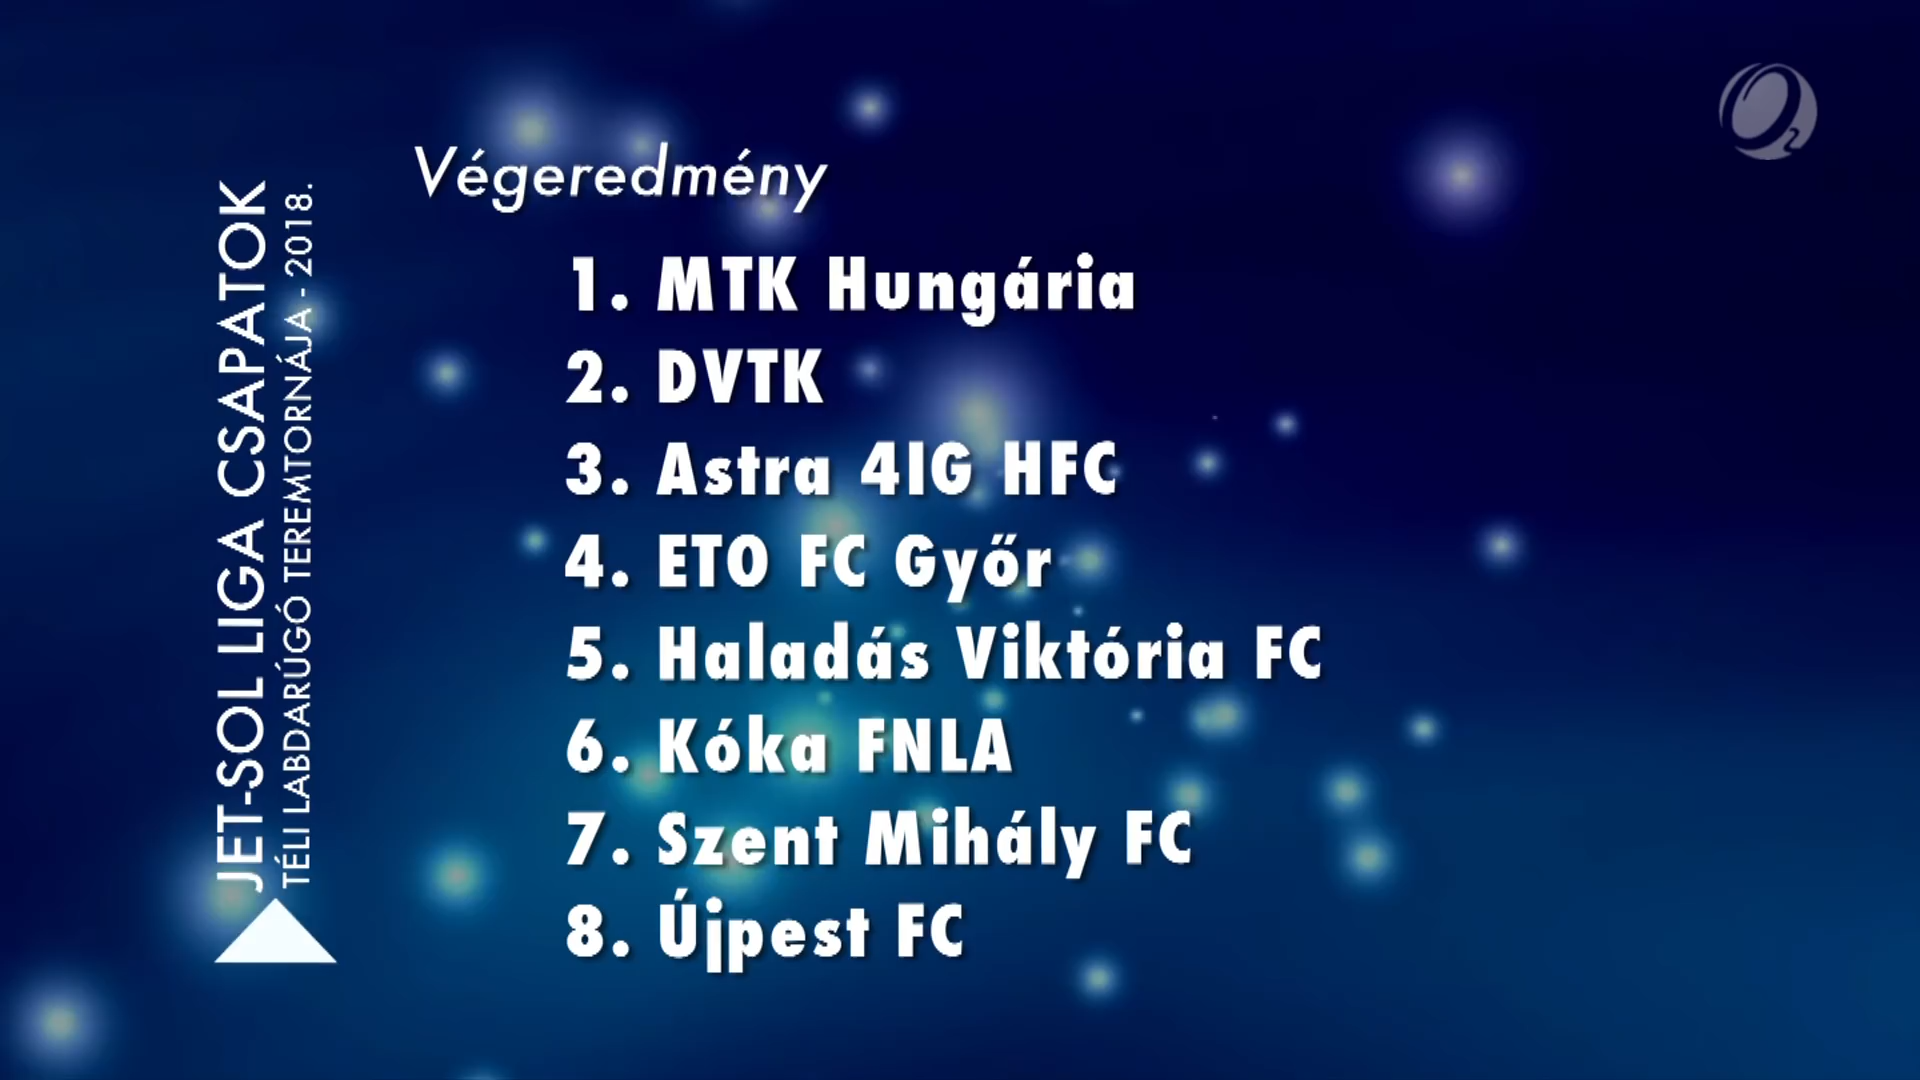 JET-SOL LIGA CSAPATOK
TÉLI LABDARÚGÓ TEREMTORNÁJA - 2018.
Végeredmény
1. MTK Hungária
2. DVTK
3. Astra 4IG HFC
4. ETO FC Győr
5. Haladás Viktória FC
6. Kóka FNLA
7. Szent Mihály FC
8. Újpest FC
O2